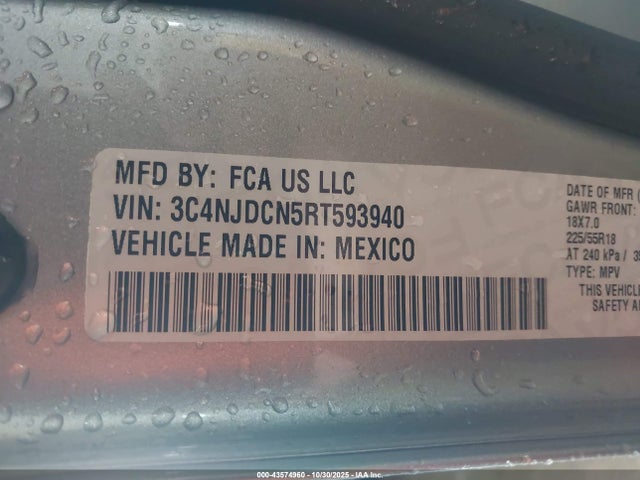 MFD BY: FCA US LLC
VIN: 3C4NJDCN5RT593940
VEHICLE MADE IN: MEXICO
DATE OF MFR (
GAWR FRONT:
18X7.0
225/55R18
AT 240 kPa /
TYPE: MPV
THIS VEHICLE
SAFETY
000-43574960 - 10/30/2025 - IAA Inc.